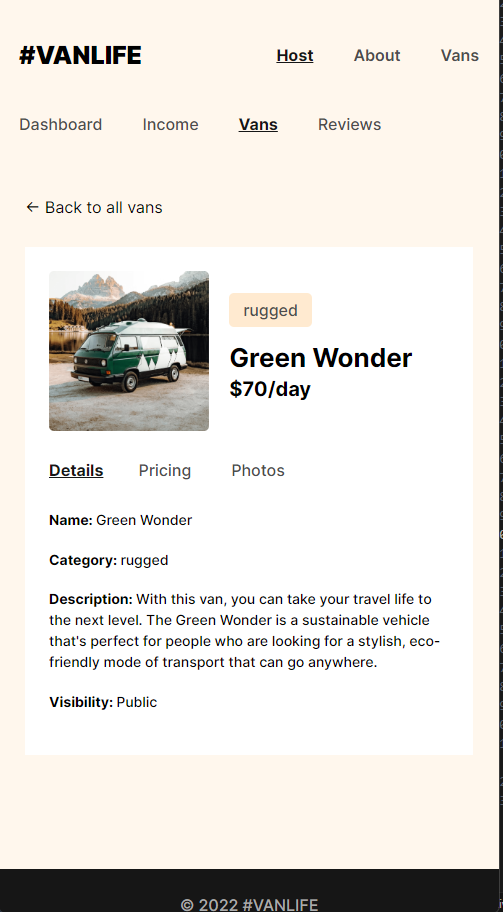 #VANLIFE Host About Vans
Dashboard Income Vans Reviews
← Back to all vans
rugged
Green Wonder
$70/day
Details Pricing Photos
Name: Green Wonder
Category: rugged
Description: With this van, you can take your travel life to
the next level. The Green Wonder is a sustainable vehicle
that's perfect for people who are looking for a stylish, eco-
friendly mode of transport that can go anywhere.
Visibility: Public
© 2022 #VANLIFE